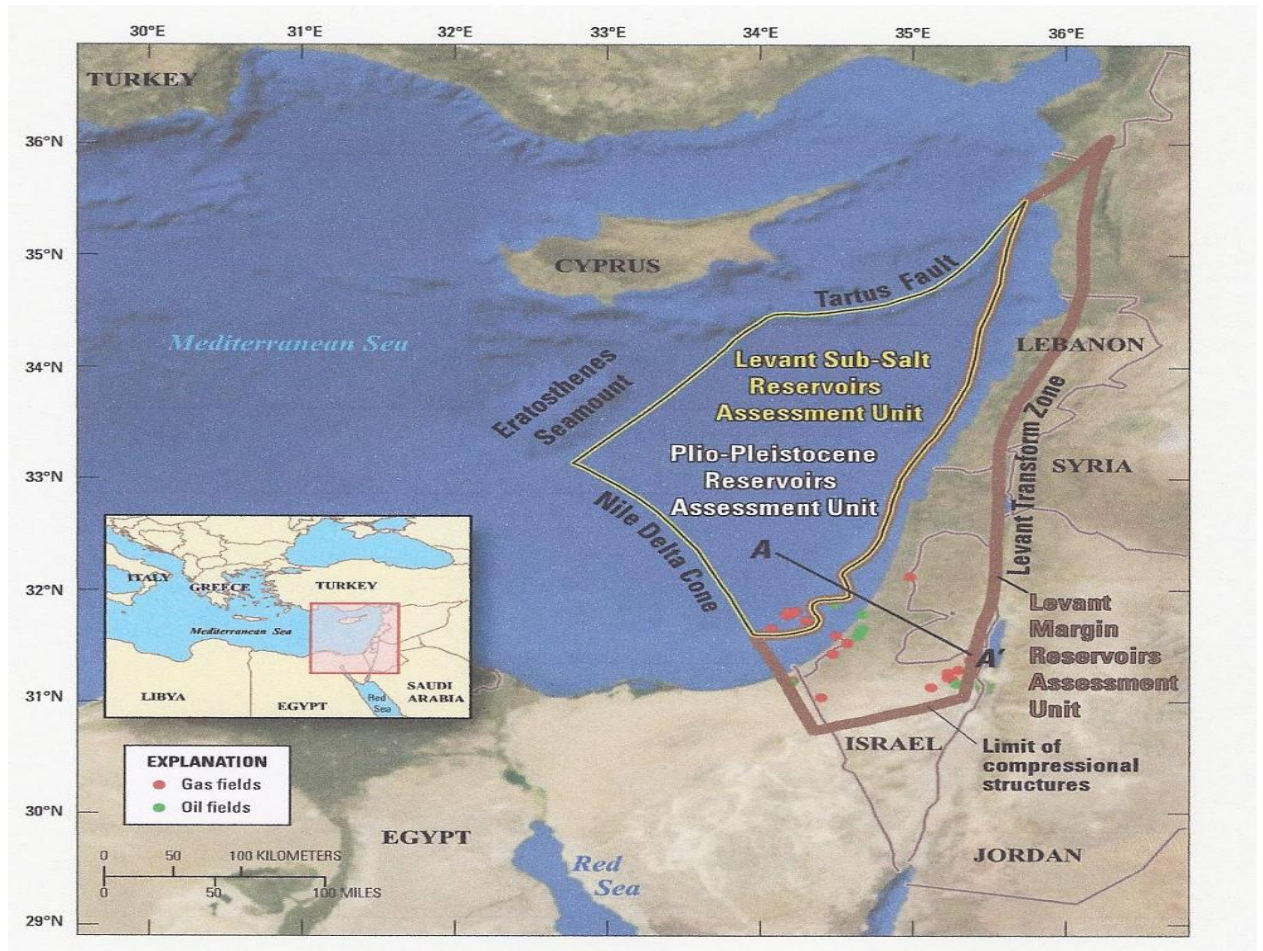 30°E 31°E 32°E 33°E 34°E 35°E 36°E
TURKEY
36°N
35°N
CYPRUS
Tartus Fault
Mediterranean Sea
34°N
LEBANON
Levant Sub-Salt
Reservoirs
Assessment Unit
Eratosthenes
Seamount
Levant Transform Zone
33°N
Plio-Pleistocene
Reservoirs
Assessment Unit
SYRIA
Nile Delta Cone
A
32°N
Levant
Margin
Reservoirs
Assessment
Unit
A′
31°N
ISRAEL
Limit of
compressional
structures
ITALY
GREECE
TURKEY
Mediterranean Sea
LIBYA
EGYPT
Red
Sea
SAUDI
ARABIA
EXPLANATION
Gas fields
Oil fields
30°N
EGYPT
JORDAN
0 50 100 KILOMETERS
0 50 100 MILES
Red
Sea
29°N